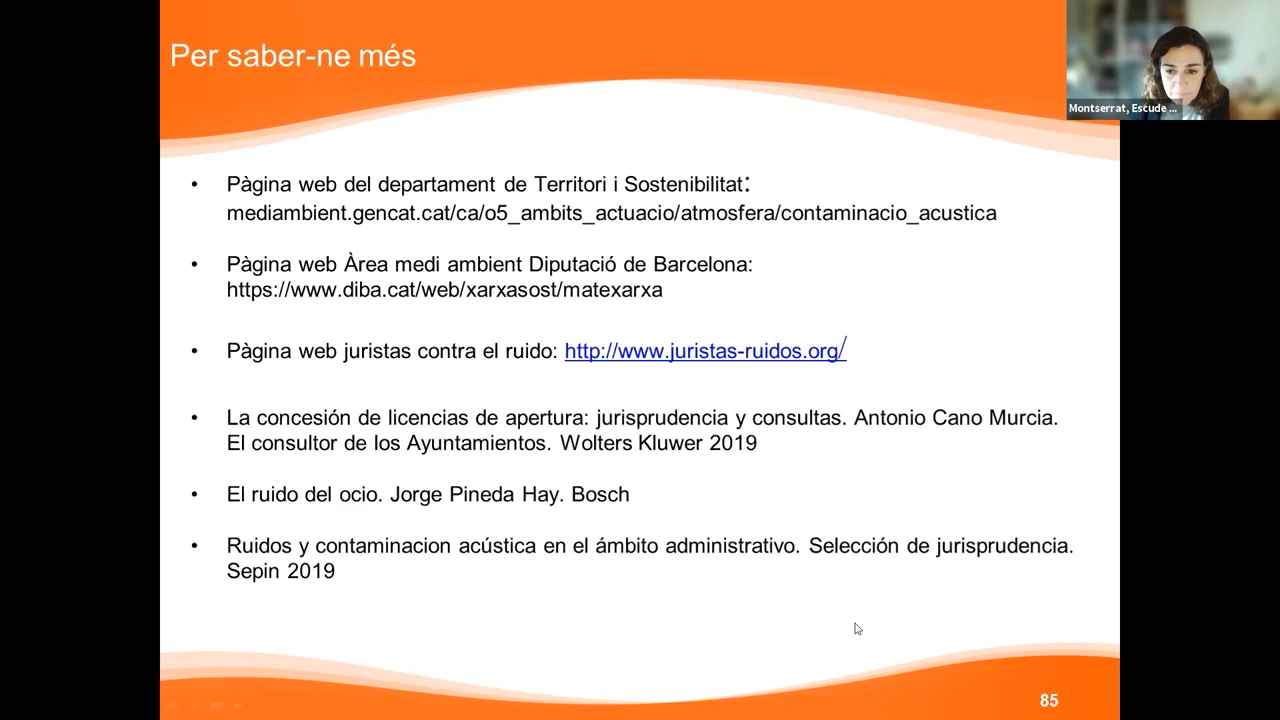 Per saber-ne més
Montserrat, Escude ...
• Pàgina web del departament de Territori i Sostenibilitat:
mediambient.gencat.cat/ca/o5_ambits_actuacio/atmosfera/contaminacio_acustica
• Pàgina web Àrea medi ambient Diputació de Barcelona:
https://www.diba.cat/web/xarxasost/matexarxa
• Pàgina web juristas contra el ruido: http://www.juristas-ruidos.org/
• La concesión de licencias de apertura: jurisprudencia y consultas. Antonio Cano Murcia.
El consultor de los Ayuntamientos. Wolters Kluwer 2019
• El ruido del ocio. Jorge Pineda Hay. Bosch
• Ruidos y contaminacion acústica en el ámbito administrativo. Selección de jurisprudencia.
Sepin 2019
85